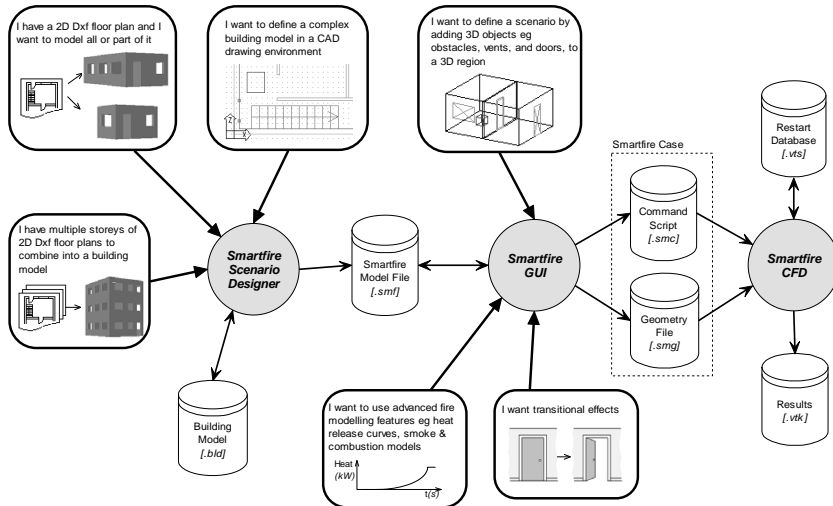 I have a 2D Dxf floor plan and I
want to model all or part of it
I want to define a complex
building model in a CAD
drawing environment
Z
X
I want to define a scenario by
adding 3D objects eg
obstacles, vents, and doors, to
a 3D region
I have multiple storeys of
2D Dxf floor plans to
combine into a building
model
Smartfire
Scenario
Designer
Smartfire
Model File
[.smf]
Smartfire
GUI
Smartfire Case
Command
Script
[.smc]
Geometry
File
[.smg]
Restart
Database
[.vts]
Smartfire
CFD
Results
[.vtk]
Building
Model
[.bld]
I want to use advanced fire
modelling features eg heat
release curves, smoke &
combustion models
Heat
(kW)
t(s)
I want transitional effects